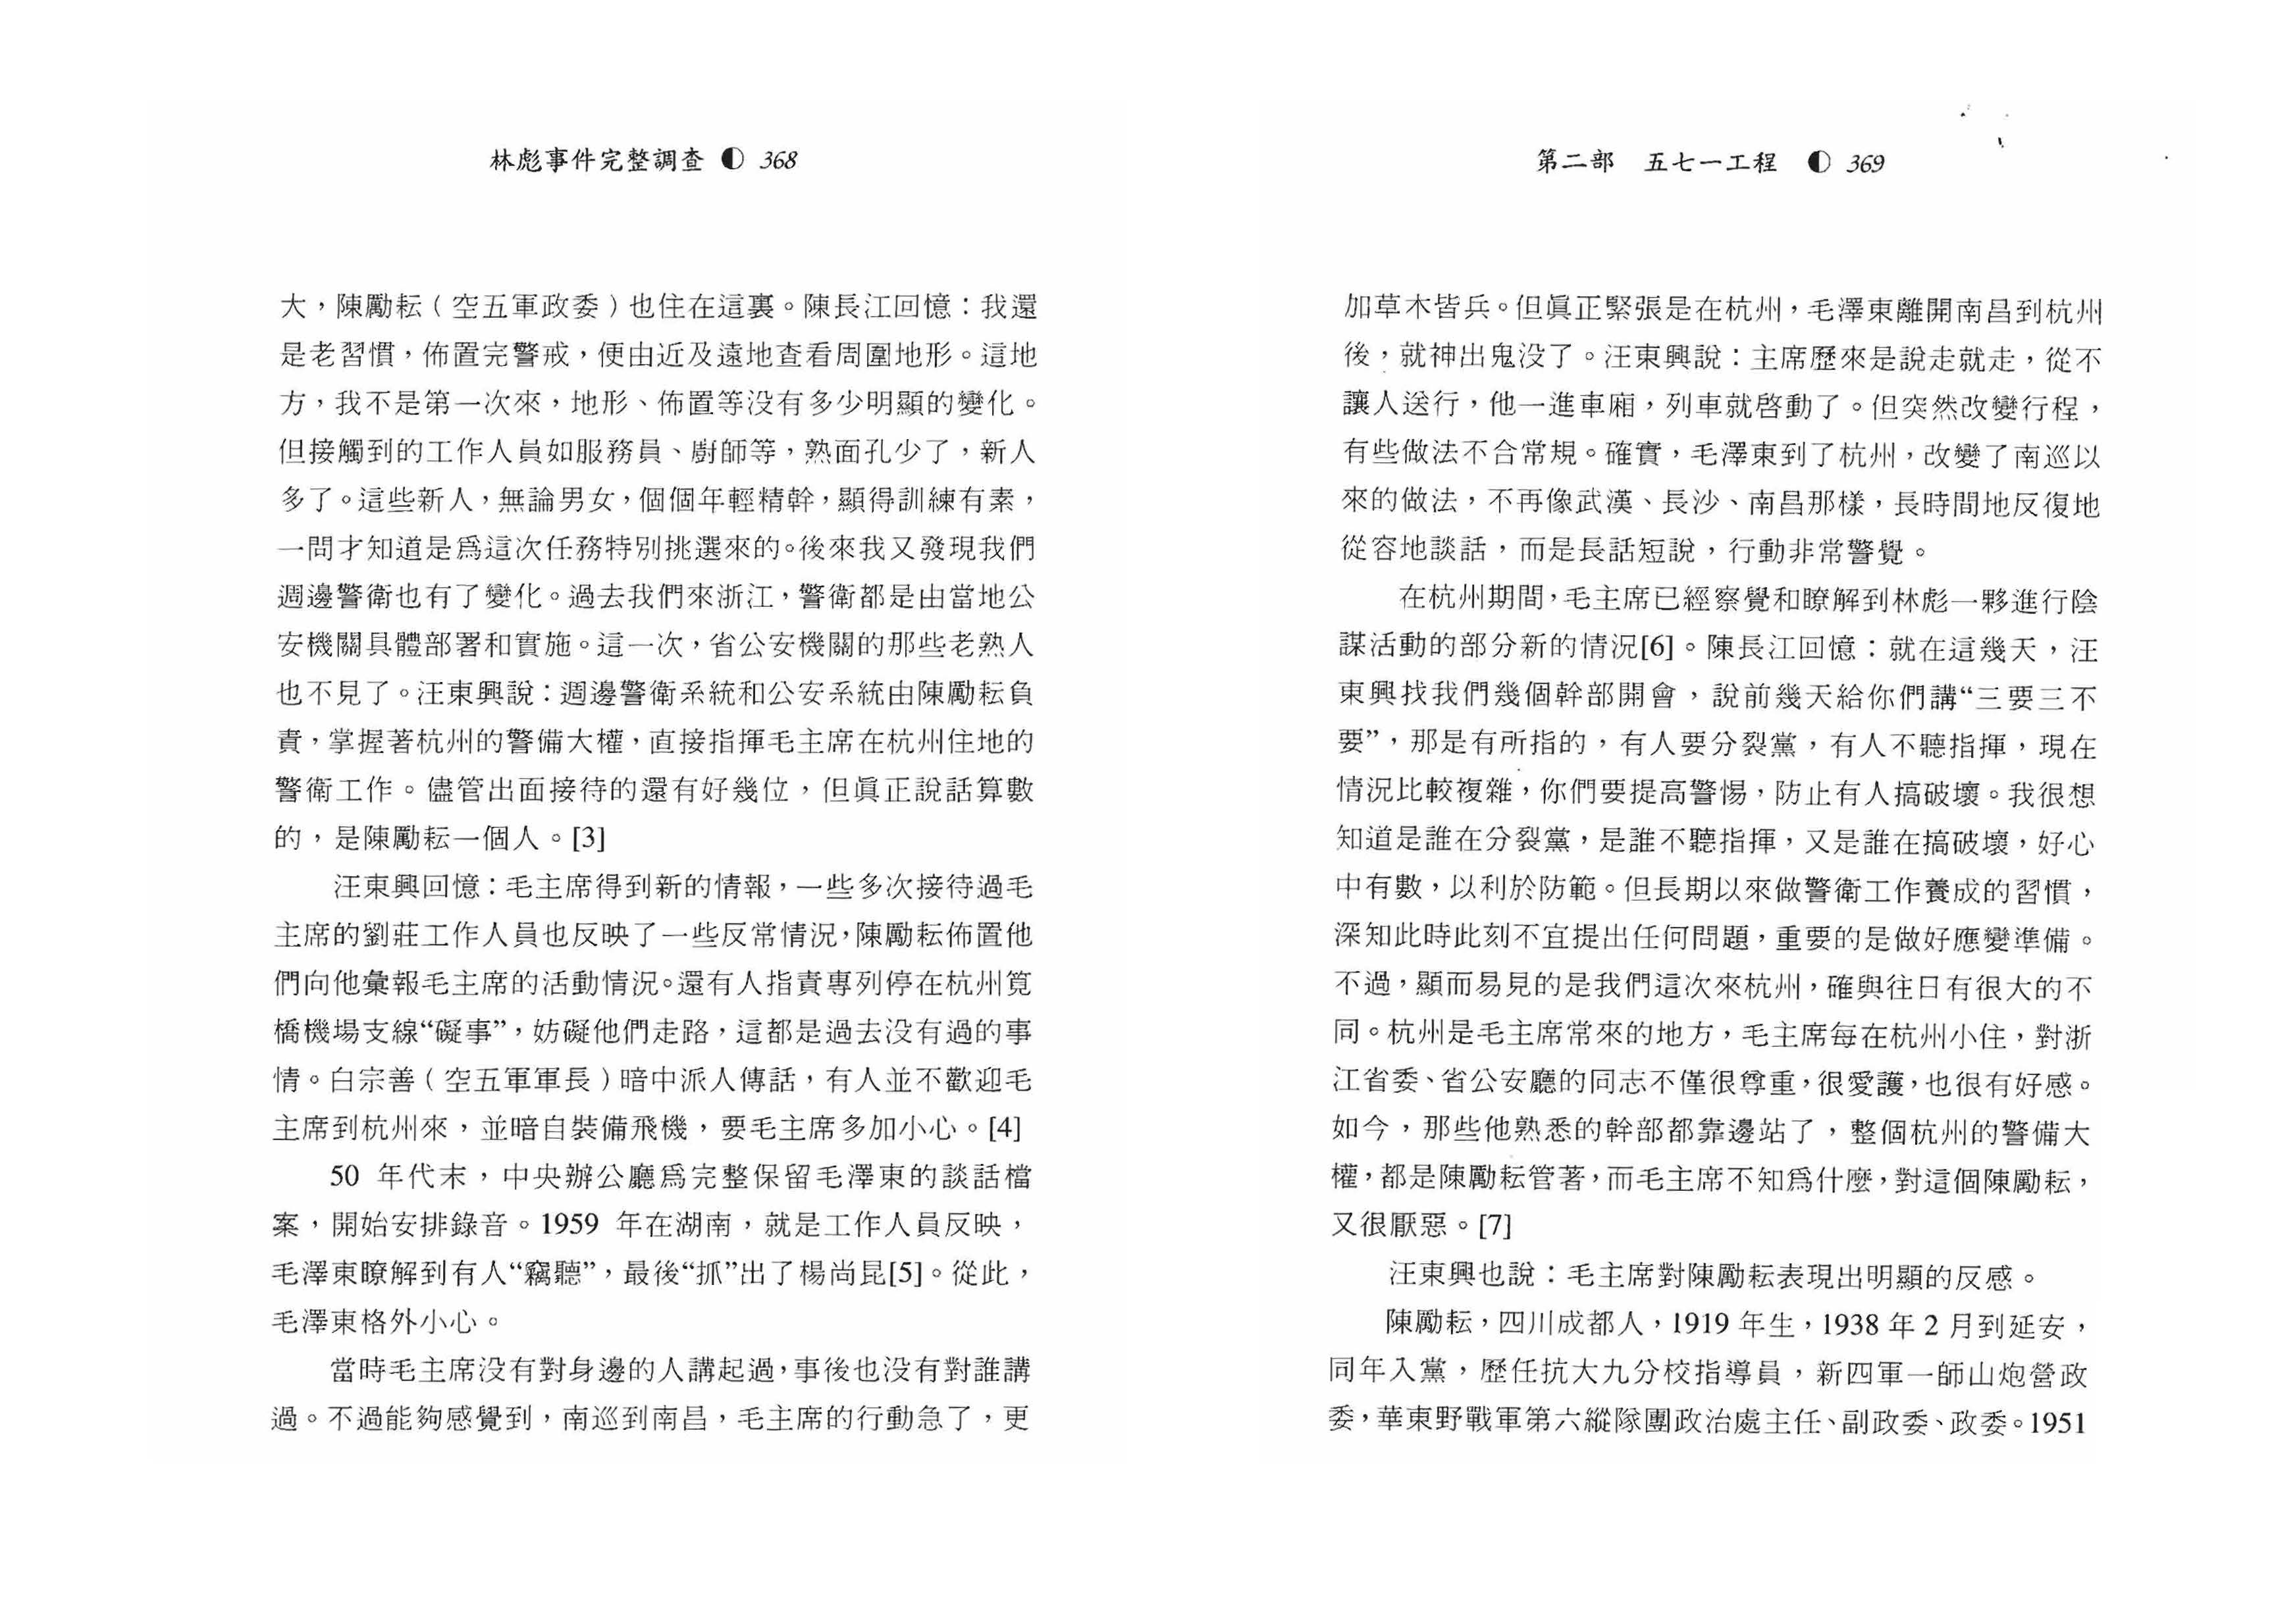 林彪事件完整調查 ◐ 368
大，陳勵耘（空五軍政委）也住在這裏。陳長江回憶：我還
是老習慣，佈置完警戒，便由近及遠地查看周圍地形。這地
方，我不是第一次來，地形、佈置等没有多少明顯的變化。
但接觸到的工作人員如服務員、廚師等，熟面孔少了，新人
多了。這些新人，無論男女，個個年輕精幹，顯得訓練有素，
一問才知道是爲這次任務特別挑選來的。後來我又發現我們
週邊警衛也有了變化。過去我們來浙江，警衛都是由當地公
安機關具體部署和實施。這一次，省公安機關的那些老熟人
也不見了。汪東興說：週邊警衛系統和公安系統由陳勵耘負
責，掌握著杭州的警備大權，直接指揮毛主席在杭州住地的
警衛工作。儘管出面接待的還有好幾位，但眞正說話算數
的，是陳勵耘一個人。[3]
汪東興回憶：毛主席得到新的情報，一些多次接待過毛
主席的劉莊工作人員也反映了一些反常情況，陳勵耘佈置他
們向他彙報毛主席的活動情況。還有人指責專列停在杭州筧
橋機場支線“礙事”，妨礙他們走路，這都是過去没有過的事
情。白宗善（空五軍軍長）暗中派人傳話，有人並不歡迎毛
主席到杭州來，並暗自裝備飛機，要毛主席多加小心。[4]
50 年代末，中央辦公廳爲完整保留毛澤東的談話檔
案，開始安排錄音。1959 年在湖南，就是工作人員反映，
毛澤東瞭解到有人“竊聽”，最後“抓”出了楊尚昆[5]。從此，
毛澤東格外小心。
當時毛主席没有對身邊的人講起過，事後也没有對誰講
過。不過能夠感覺到，南巡到南昌，毛主席的行動急了，更
第二部　五七一工程 ◐ 369
加草木皆兵。但眞正緊張是在杭州，毛澤東離開南昌到杭州
後，就神出鬼没了。汪東興說：主席歷來是說走就走，從不
讓人送行，他一進車廂，列車就啓動了。但突然改變行程，
有些做法不合常規。確實，毛澤東到了杭州，改變了南巡以
來的做法，不再像武漢、長沙、南昌那樣，長時間地反復地
從容地談話，而是長話短說，行動非常警覺。
在杭州期間，毛主席已經察覺和瞭解到林彪一夥進行陰
謀活動的部分新的情況[6]。陳長江回憶：就在這幾天，汪
東興找我們幾個幹部開會，說前幾天給你們講“三要三不
要”，那是有所指的，有人要分裂黨，有人不聽指揮，現在
情況比較複雜，你們要提高警惕，防止有人搞破壞。我很想
知道是誰在分裂黨，是誰不聽指揮，又是誰在搞破壞，好心
中有數，以利於防範。但長期以來做警衛工作養成的習慣，
深知此時此刻不宜提出任何問題，重要的是做好應變準備。
不過，顯而易見的是我們這次來杭州，確與往日有很大的不
同。杭州是毛主席常來的地方，毛主席每在杭州小住，對浙
江省委、省公安廳的同志不僅很尊重，很愛護，也很有好感。
如今，那些他熟悉的幹部都靠邊站了，整個杭州的警備大
權，都是陳勵耘管著，而毛主席不知爲什麼，對這個陳勵耘，
又很厭惡。[7]
汪東興也說：毛主席對陳勵耘表現出明顯的反感。
陳勵耘，四川成都人，1919 年生，1938 年 2 月到延安，
同年入黨，歷任抗大九分校指導員，新四軍一師山炮營政
委，華東野戰軍第六縱隊團政治處主任、副政委、政委。1951